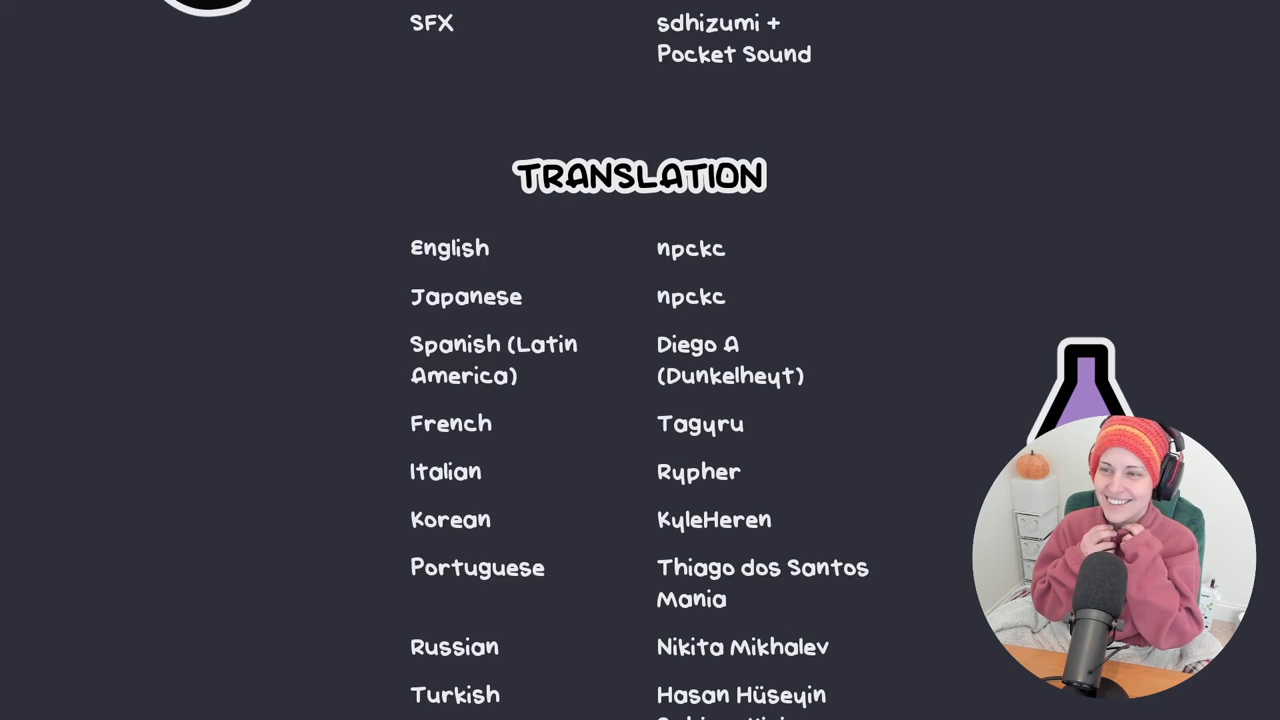 SFX sdhizumi +
Pocket Sound
TRANSLATION
English npckc
Japanese npckc
Spanish (Latin Diego A
America) (Dunkelheyt)
French Tagyru
Italian Rypher
Korean KyleHeren
Portuguese Thiago dos Santos
Mania
Russian Nikita Mikhalev
Turkish Hasan Hüseyin